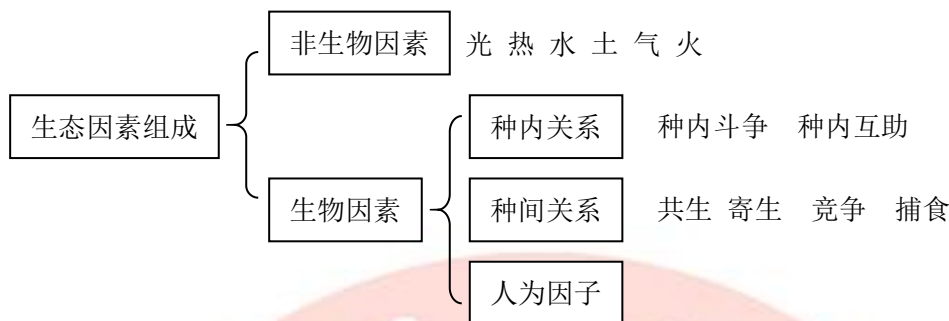 非生物因素 光 热 水 土 气 火
生态因素组成
种内关系 种内斗争 种内互助
生物因素 种间关系 共生 寄生 竞争 捕食
人为因子